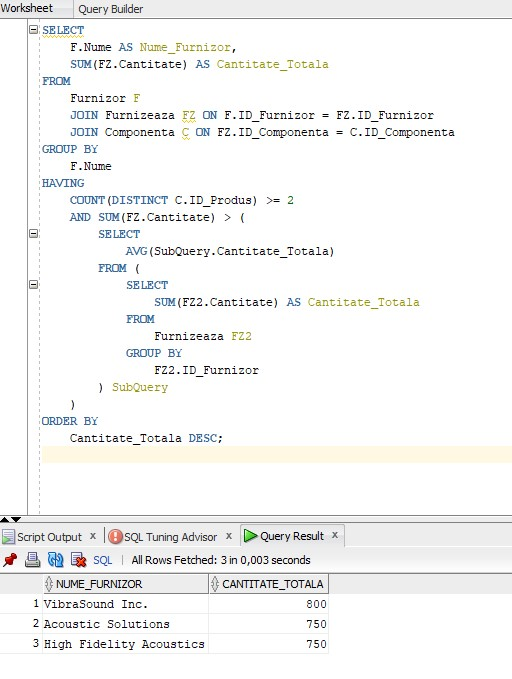 Worksheet Query Builder
SELECT
F.Nume AS Nume_Furnizor,
SUM(FZ.Cantitate) AS Cantitate_Totala
FROM
Furnizor F
JOIN Furnizeaza FZ ON F.ID_Furnizor = FZ.ID_Furnizor
JOIN Componenta C ON FZ.ID_Componenta = C.ID_Componenta
GROUP BY
F.Nume
HAVING
COUNT(DISTINCT C.ID_Produs) >= 2
AND SUM(FZ.Cantitate) > (
SELECT
AVG(SubQuery.Cantitate_Totala)
FROM (
SELECT
SUM(FZ2.Cantitate) AS Cantitate_Totala
FROM
Furnizeaza FZ2
GROUP BY
FZ2.ID_Furnizor
) SubQuery
)
ORDER BY
Cantitate_Totala DESC;
Script Output x SQL Tuning Advisor x Query Result x
SQL | All Rows Fetched: 3 in 0,003 seconds
NUME_FURNIZOR CANTITATE_TOTALA
1 VibraSound Inc. 800
2 Acoustic Solutions 750
3 High Fidelity Acoustics 750